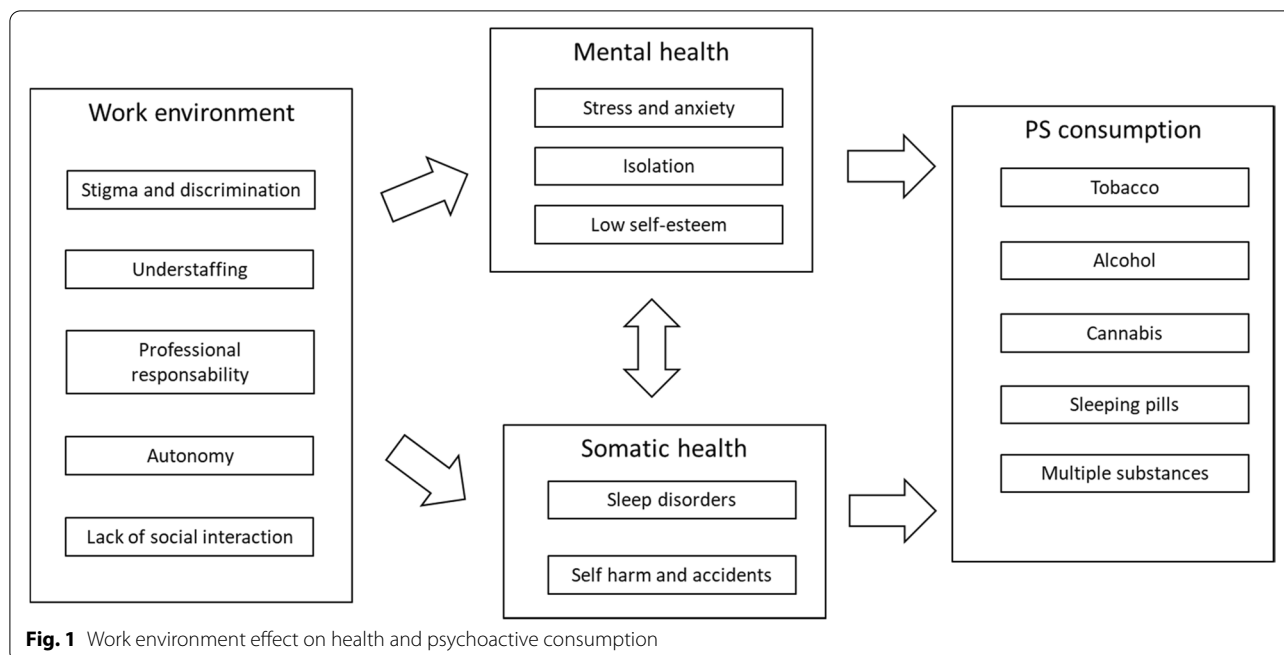 Work environment
Stigma and discrimination
Understaffing
Professional
responsability
Autonomy
Lack of social interaction
Mental health
Stress and anxiety
Isolation
Low self-esteem
Somatic health
Sleep disorders
Self harm and accidents
PS consumption
Tobacco
Alcohol
Cannabis
Sleeping pills
Multiple substances
Fig. 1 Work environment effect on health and psychoactive consumption